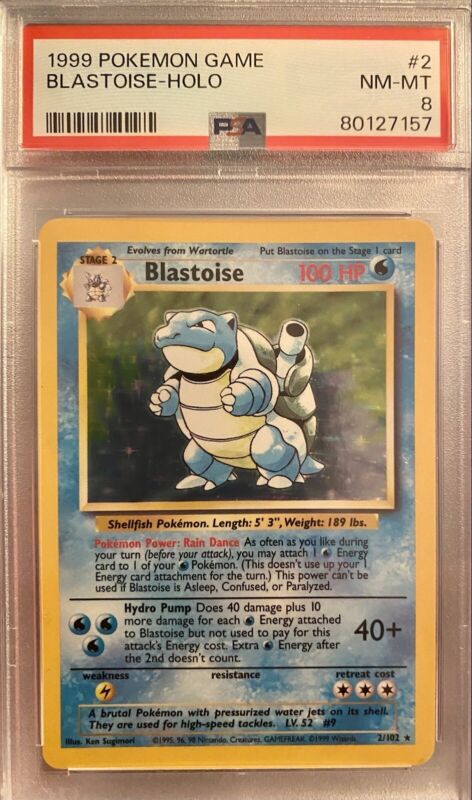 1999 POKEMON GAME #2
BLASTOISE-HOLO NM-MT
8
PSA 80127157
Evolves from Wartortle Put Blastoise on the Stage 1 card
STAGE 2 Blastoise 100 HP
Shellfish Pokémon. Length: 5' 3", Weight: 189 lbs.
Pokémon Power: Rain Dance As often as you like during
your turn (before your attack), you may attach 1 Energy
card to 1 of your Pokémon. (This doesn't use up your 1
Energy card attachment for the turn.) This power can't be
used if Blastoise is Asleep, Confused, or Paralyzed.
Hydro Pump Does 40 damage plus 10
more damage for each Energy attached
to Blastoise but not used to pay for this
attack's Energy cost. Extra Energy after
the 2nd doesn't count.
40+
weakness resistance retreat cost
A brutal Pokémon with pressurized water jets on its shell.
They are used for high-speed tackles. LV. 52 #9
Illus. Ken Sugimori ©1995, 96, 98 Nintendo, Creatures, GAMEFREAK. ©1999 Wizards. 2/102 ★